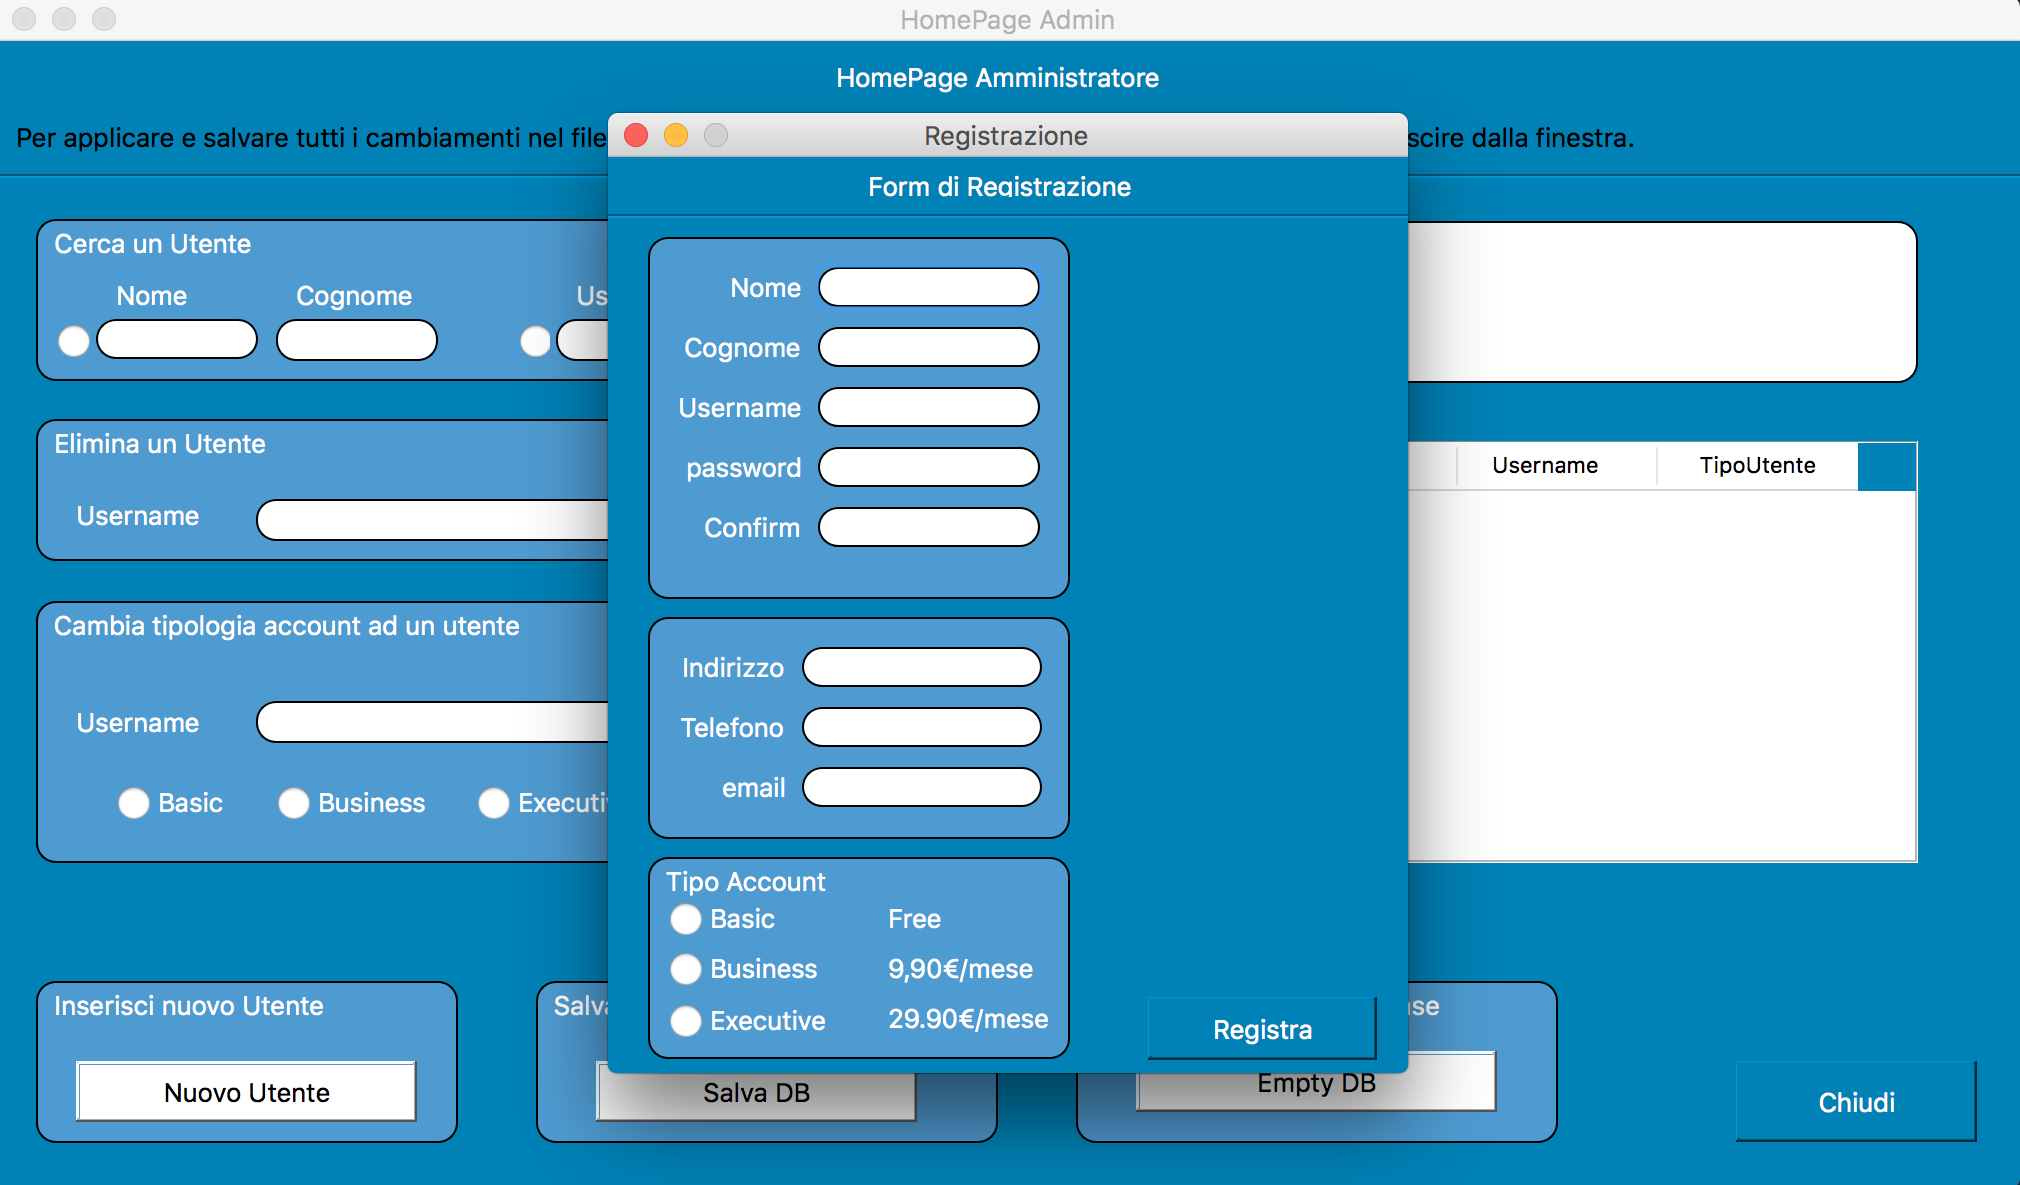 HomePage Admin
HomePage Amministratore
Per applicare e salvare tutti i cambiamenti nel file
scire dalla finestra.
Cerca un Utente
Nome Cognome Us
Elimina un Utente
Username
Cambia tipologia account ad un utente
Username
Basic Business Executi
Username TipoUtente
Inserisci nuovo Utente
Nuovo Utente
Salva
Salva DB
se
Empty DB
Chiudi
Registrazione
Form di Registrazione
Nome
Cognome
Username
password
Confirm
Indirizzo
Telefono
email
Tipo Account
Basic Free
Business 9,90€/mese
Executive 29.90€/mese
Registra